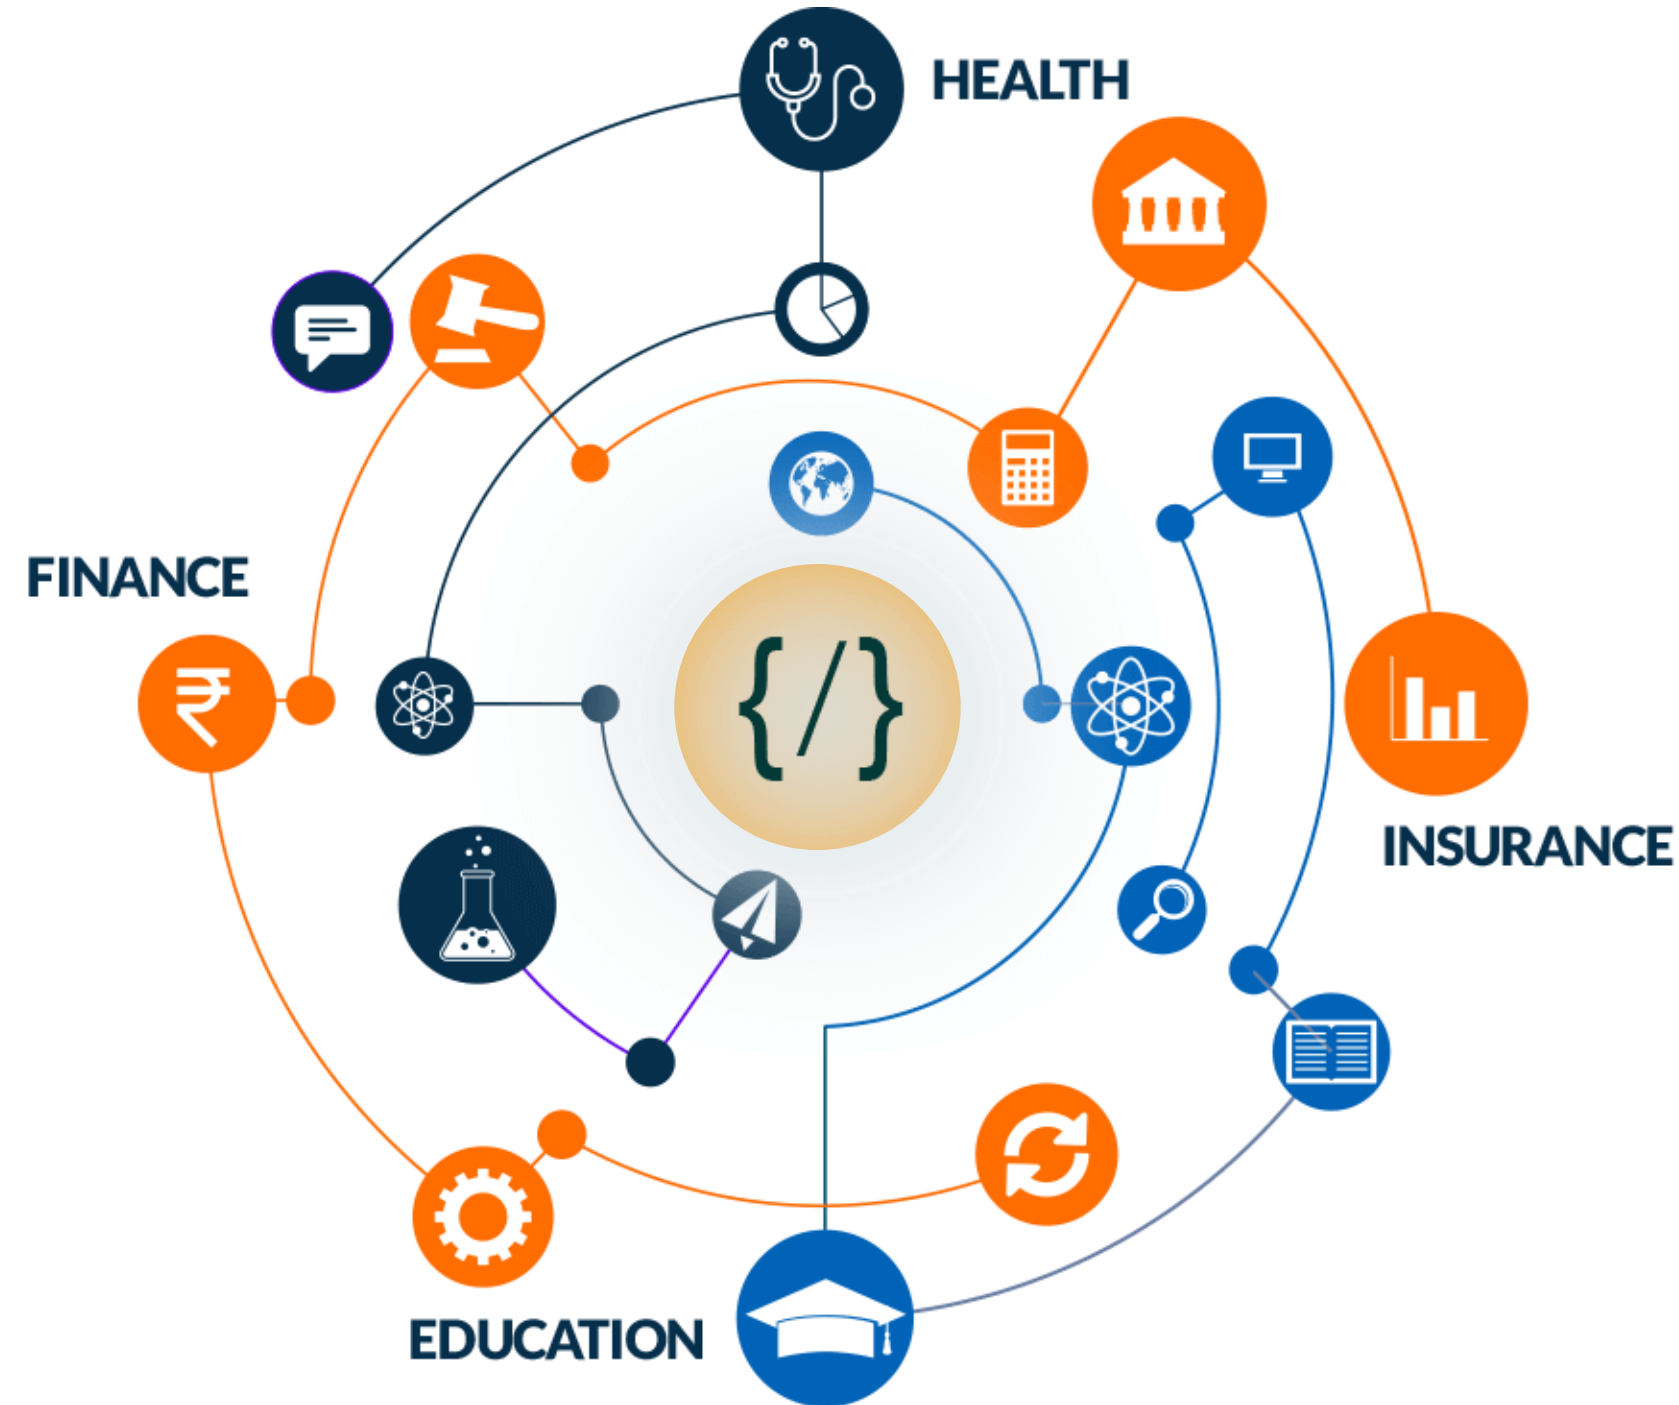 HEALTH
FINANCE
₹
{/}
INSURANCE
EDUCATION